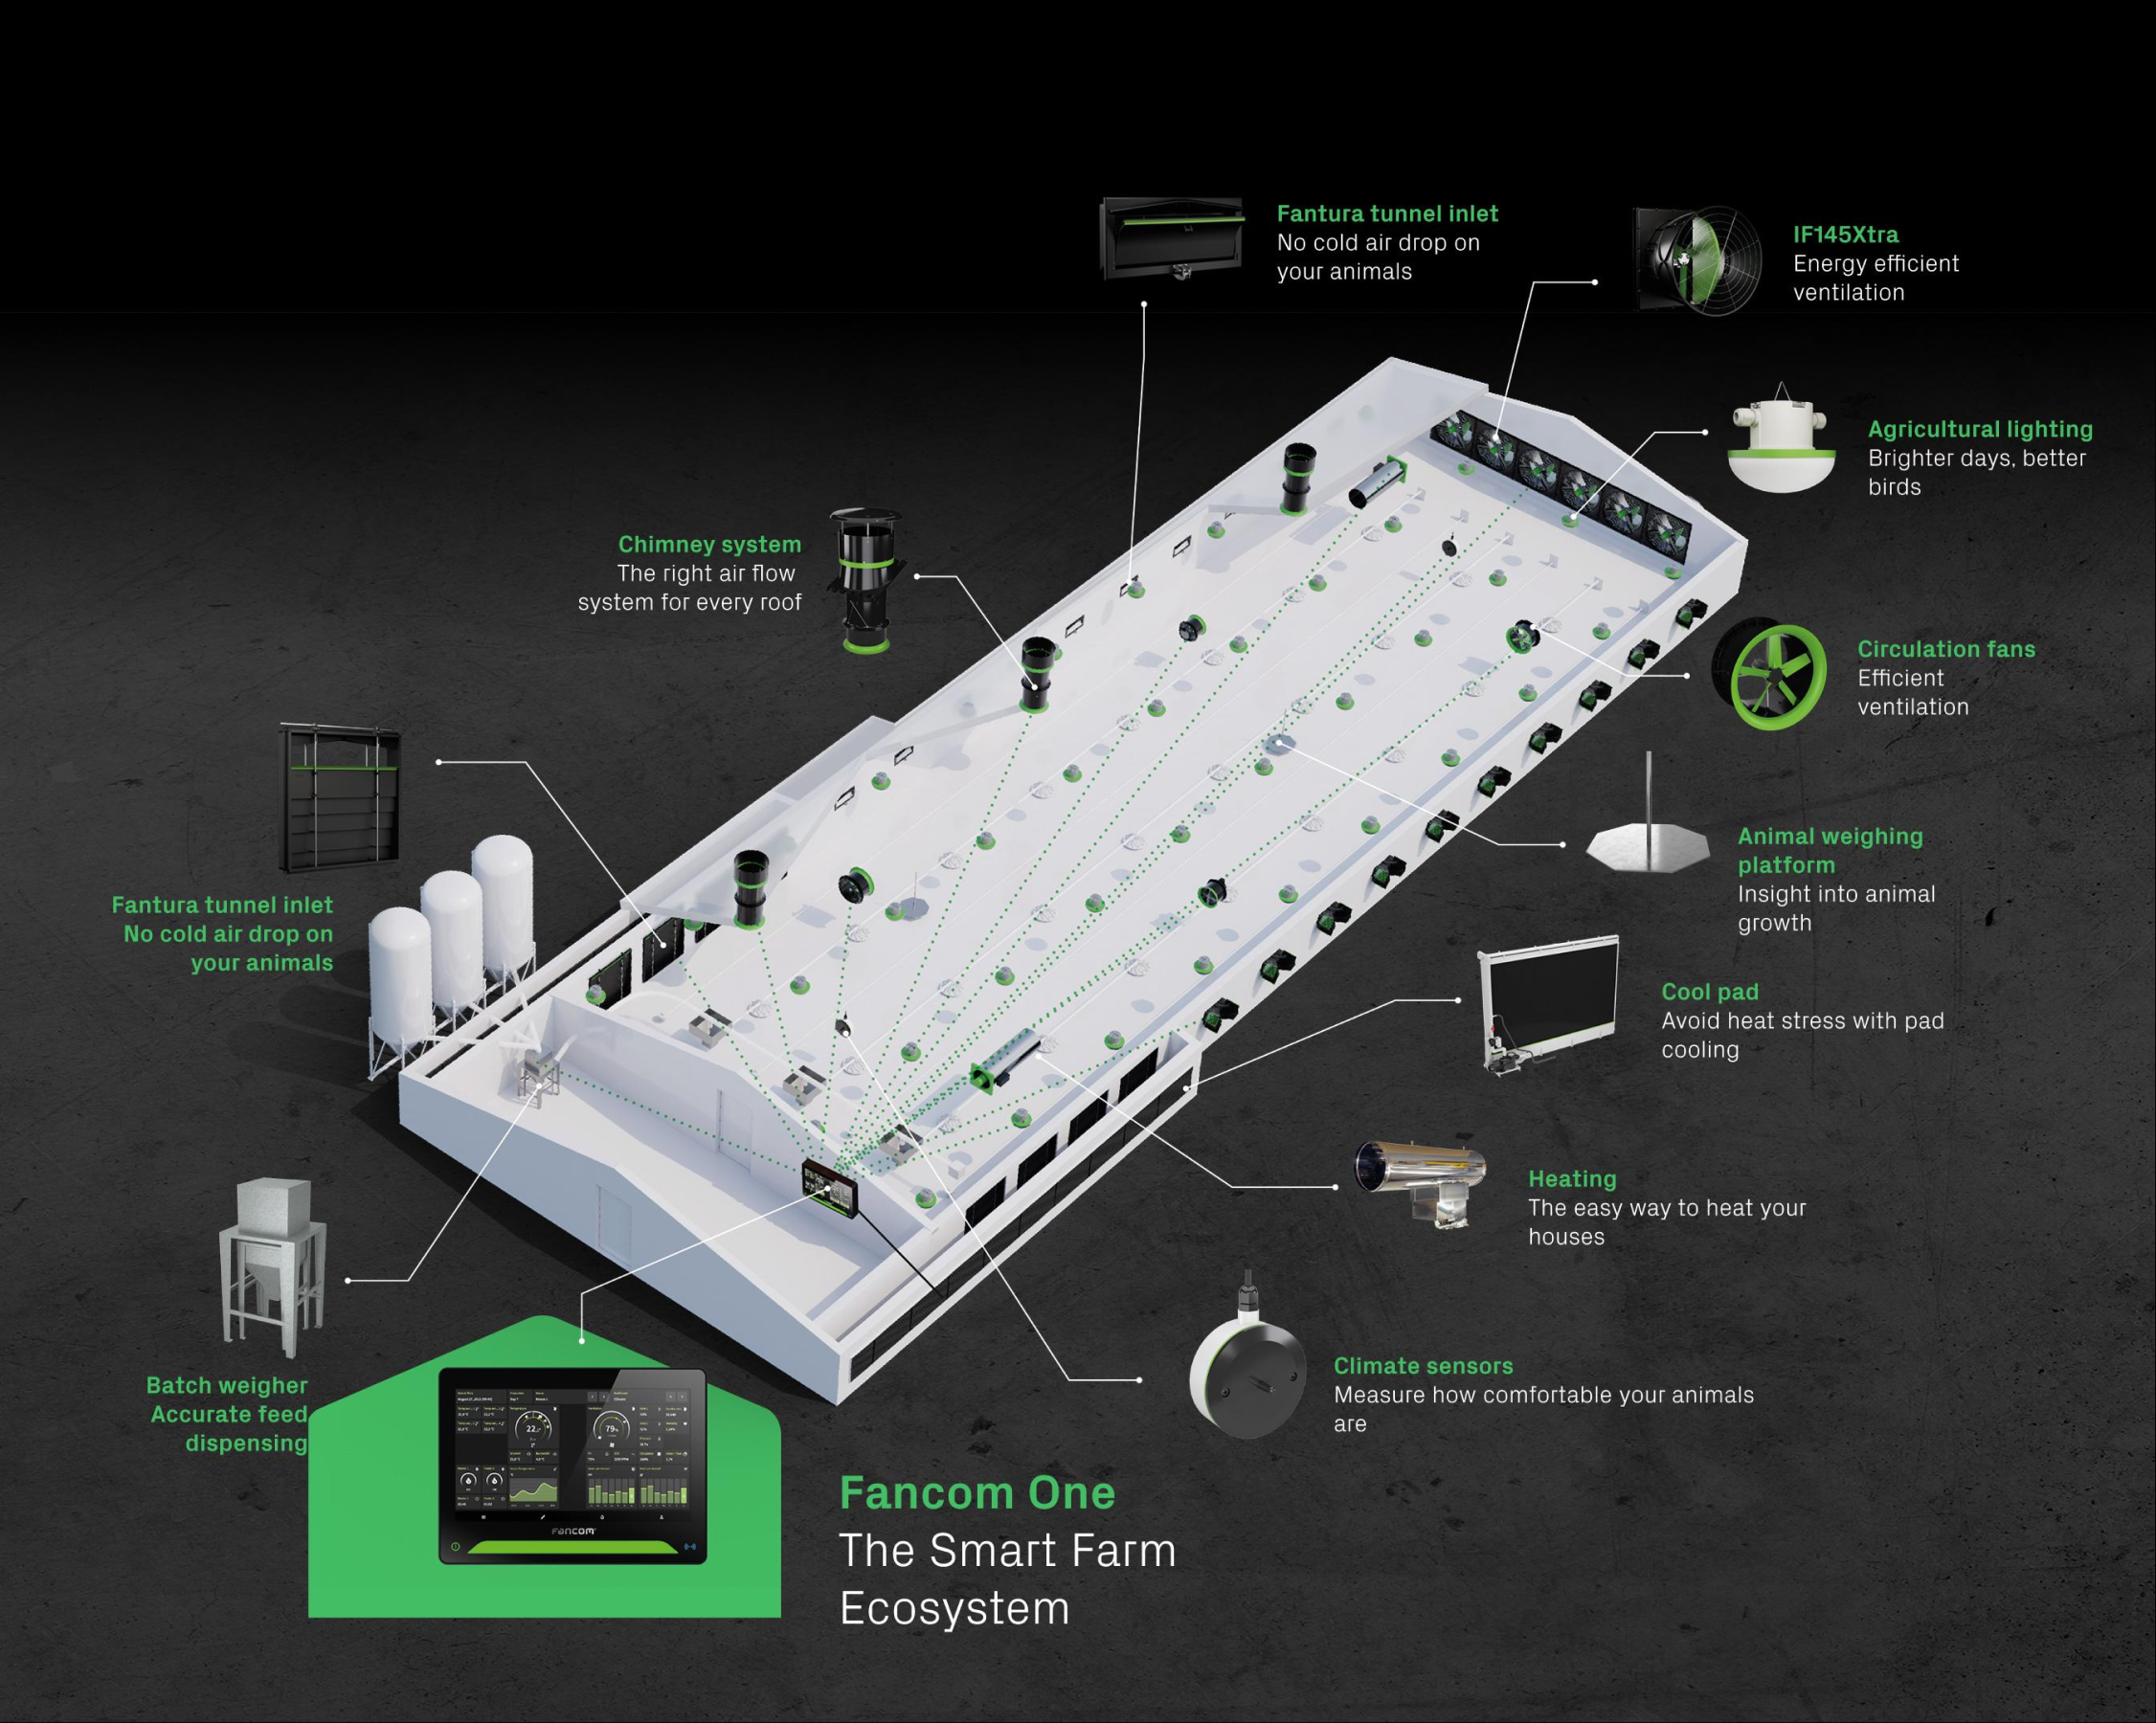 Fantura tunnel inlet
No cold air drop on
your animals
IF145Xtra
Energy efficient
ventilation
Agricultural lighting
Brighter days, better
birds
Chimney system
The right air flow
system for every roof
Circulation fans
Efficient
ventilation
Animal weighing
platform
Insight into animal
growth
Fantura tunnel inlet
No cold air drop on
your animals
Cool pad
Avoid heat stress with pad
cooling
Heating
The easy way to heat your
houses
Climate sensors
Measure how comfortable your animals
are
Batch weigher
Accurate feed
dispensing
22
79
FANCOM
Fancom One
The Smart Farm
Ecosystem